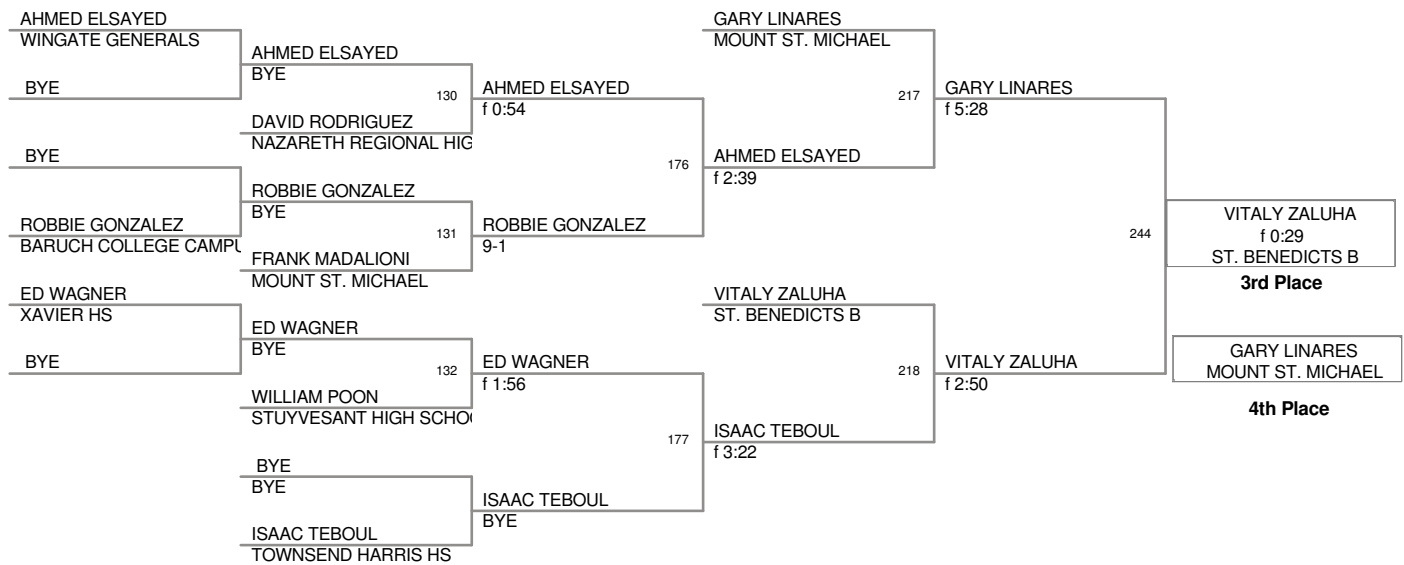 AHMED ELSAYED
WINGATE GENERALS
BYE
BYE
ROBBIE GONZALEZ
BARUCH COLLEGE CAMPU
ED WAGNER
XAVIER HS
BYE
AHMED ELSAYED
BYE
130
DAVID RODRIGUEZ
NAZARETH REGIONAL HIG
ROBBIE GONZALEZ
BYE
131
FRANK MADALIONI
MOUNT ST. MICHAEL
ED WAGNER
BYE
132
WILLIAM POON
STUYVESANT HIGH SCHO
BYE
BYE
ISAAC TEBOUL
TOWNSEND HARRIS HS
AHMED ELSAYED
f 0:54
176
ROBBIE GONZALEZ
9-1
ED WAGNER
f 1:56
177
ISAAC TEBOUL
BYE
GARY LINARES
MOUNT ST. MICHAEL
217
AHMED ELSAYED
f 2:39
VITALY ZALUHA
ST. BENEDICTS B
218
ISAAC TEBOUL
f 3:22
GARY LINARES
f 5:28
244
VITALY ZALUHA
f 2:50
VITALY ZALUHA
f 0:29
ST. BENEDICTS B
3rd Place
GARY LINARES
MOUNT ST. MICHAEL
4th Place